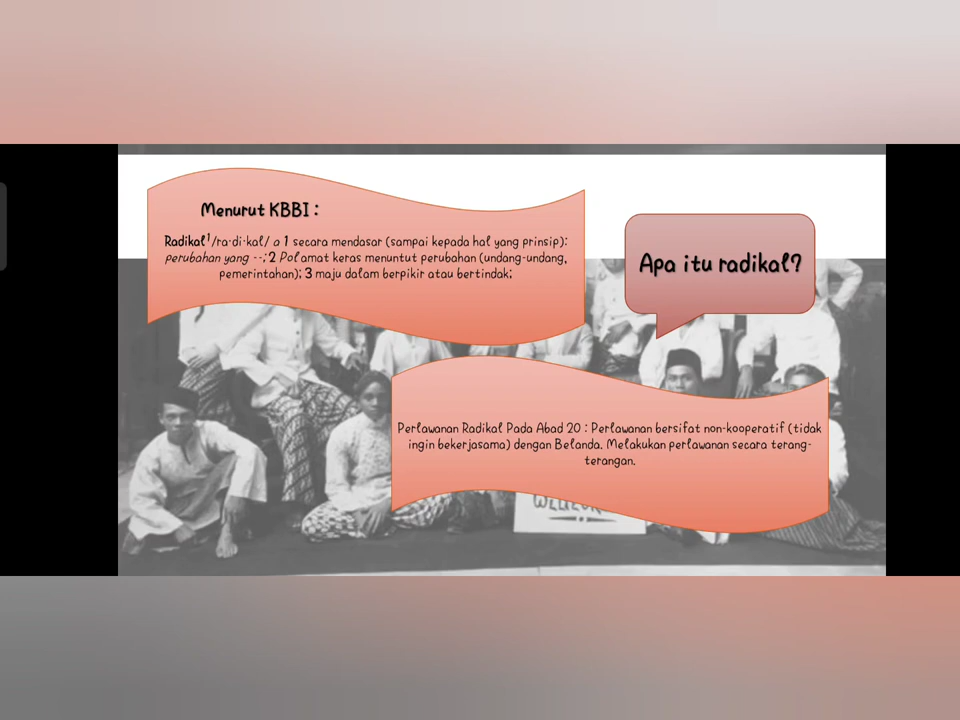 Menurut KBBI :
Radikal¹/ra·di·kal/ a 1 secara mendasar (sampai kepada hal yang prinsip):
perubahan yang --; 2 Pol amat keras menuntut perubahan (undang-undang,
pemerintahan); 3 maju dalam berpikir atau bertindak;
Apa itu radikal?
Perlawanan Radikal Pada Abad 20 : Perlawanan bersifat non-kooperatif (tidak
ingin bekerjasama) dengan Belanda. Melakukan perlawanan secara terang-
terangan.